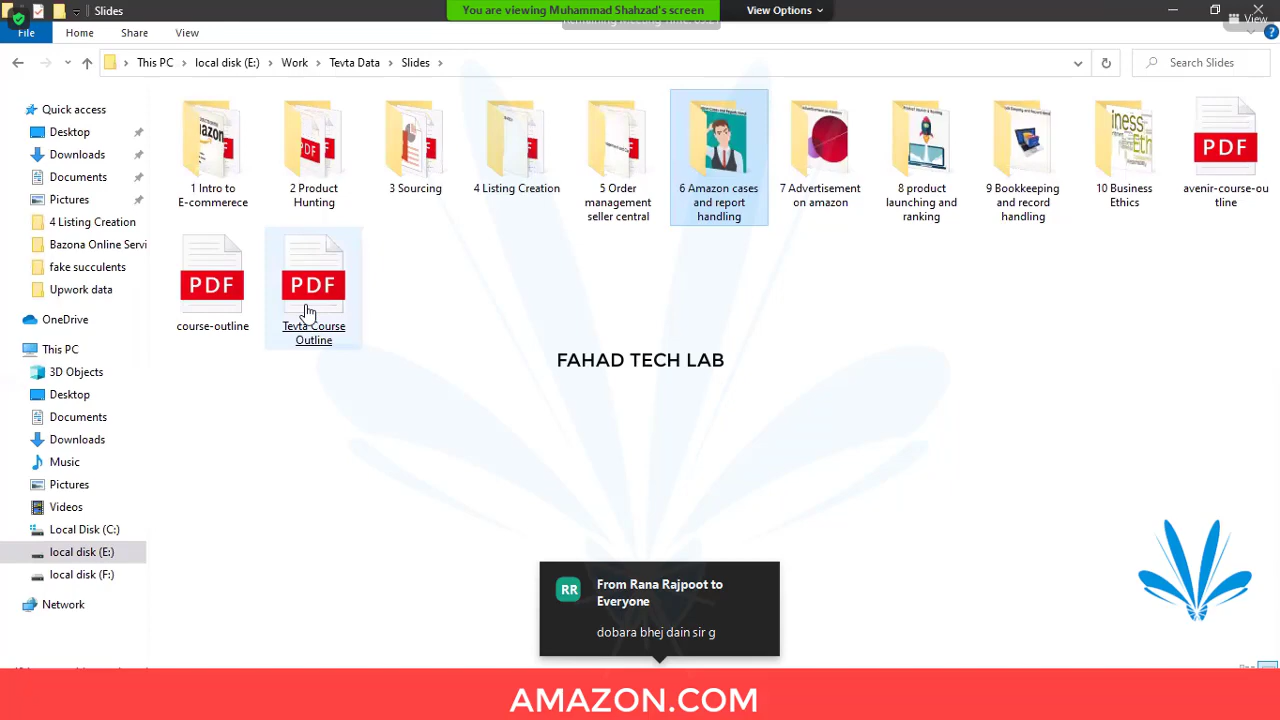 Slides
You are viewing Muhammad Shahzad's screen
View Options
View
File
Home
Share
View
This PC
local disk (E:)
Work
Tevta Data
Slides
Search Slides
Quick access
Desktop
Downloads
Documents
Pictures
4 Listing Creation
Bazona Online Servi
fake succulents
Upwork data
OneDrive
This PC
3D Objects
Desktop
Documents
Downloads
Music
Pictures
Videos
Local Disk (C:)
local disk (E:)
local disk (F:)
Network
1 Intro to
E-commerece
2 Product
Hunting
3 Sourcing
4 Listing Creation
5 Order
management
seller central
6 Amazon cases
and report
handling
7 Advertisement
on amazon
8 product
launching and
ranking
9 Bookkeeping
and record
handling
10 Business
Ethics
PDF
avenir-course-ou
tline
PDF
course-outline
PDF
Tevta Course
Outline
FAHAD TECH LAB
RR
From Rana Rajpoot to
Everyone
dobara bhej dain sir g
AMAZON.COM